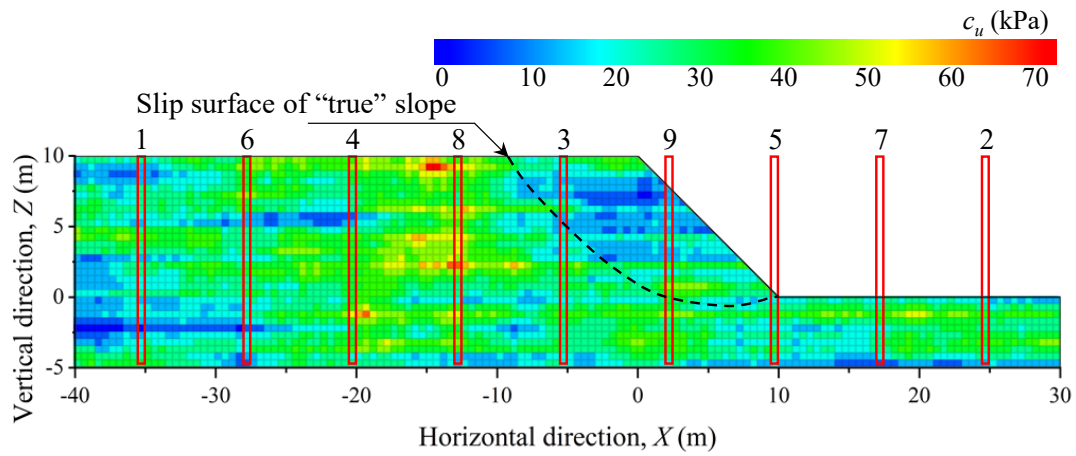 c_u (kPa)
0 10 20 30 40 50 60 70
Slip surface of “true” slope
1 6 4 8 3 9 5 7 2
Vertical direction, Z (m)
10
5
0
-5
-40 -30 -20 -10 0 10 20 30
Horizontal direction, X (m)